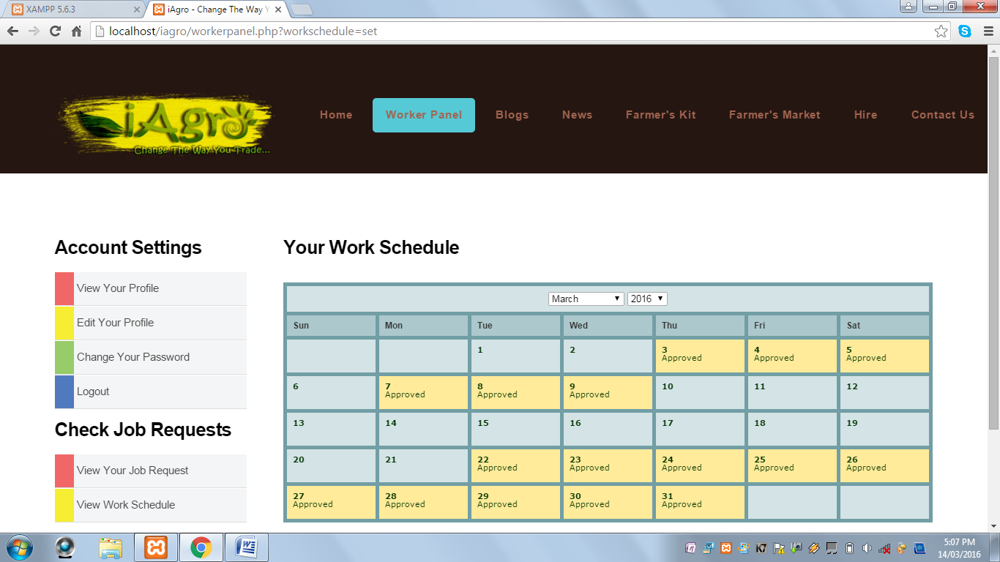 XAMPP 5.6.3
iAgro - Change The Way Y
localhost/iagro/workerpanel.php?workschedule=set
iAgro
Change The Way You Trade...
Home Worker Panel Blogs News Farmer's Kit Farmer's Market Hire Contact Us
Account Settings
View Your Profile
Edit Your Profile
Change Your Password
Logout
Check Job Requests
View Your Job Request
View Work Schedule
Your Work Schedule
March 2016
Sun Mon Tue Wed Thu Fri Sat
1 2 3 4 5
Approved Approved Approved
6 7 8 9 10 11 12
Approved Approved Approved
13 14 15 16 17 18 19
20 21 22 23 24 25 26
Approved Approved Approved Approved Approved
27 28 29 30 31
Approved Approved Approved Approved Approved
K7
5:07 PM
14/03/2016